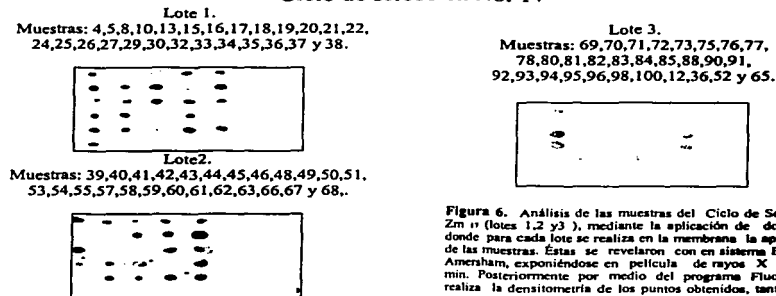 Lote 1.
Muestras: 4,5,8,10,13,15,16,17,18,19,20,21,22,
24,25,26,27,29,30,32,33,34,35,36,37 y 38.
Lote2.
Muestras: 39,40,41,42,43,44,45,46,48,49,50,51,
53,54,55,57,58,59,60,61,62,63,66,67 y 68,.
Lote 3.
Muestras: 69,70,71,72,73,75,76,77,
78,80,81,82,83,84,85,88,90,91,
92,93,94,95,96,98,100,12,36,52 y 65.
Figura 6. Análisis de las muestras del Ciclo de
Zm (lotes 1,2 y3 ), mediante la aplicación de
donde para cada lote se realiza en la membrana la
de las muestras. Éstas se revelaron con en sistema
Amersham, exponiéndose en película de rayos X
min. Posteriormente por medio del programa
realiza la densitometría de los puntos obtenidos,